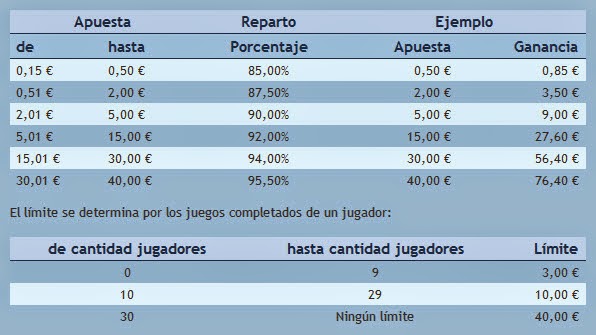 Apuesta Reparto Ejemplo
de hasta Porcentaje Apuesta Ganancia
0,15 € 0,50 € 85,00% 0,50 € 0,85 €
0,51 € 2,00 € 87,50% 2,00 € 3,50 €
2,01 € 5,00 € 90,00% 5,00 € 9,00 €
5,01 € 15,00 € 92,00% 15,00 € 27,60 €
15,01 € 30,00 € 94,00% 30,00 € 56,40 €
30,01 € 40,00 € 95,50% 40,00 € 76,40 €
El límite se determina por los juegos completados de un jugador:
de cantidad jugadores hasta cantidad jugadores Límite
0 9 3,00 €
10 29 10,00 €
30 Ningún límite 40,00 €